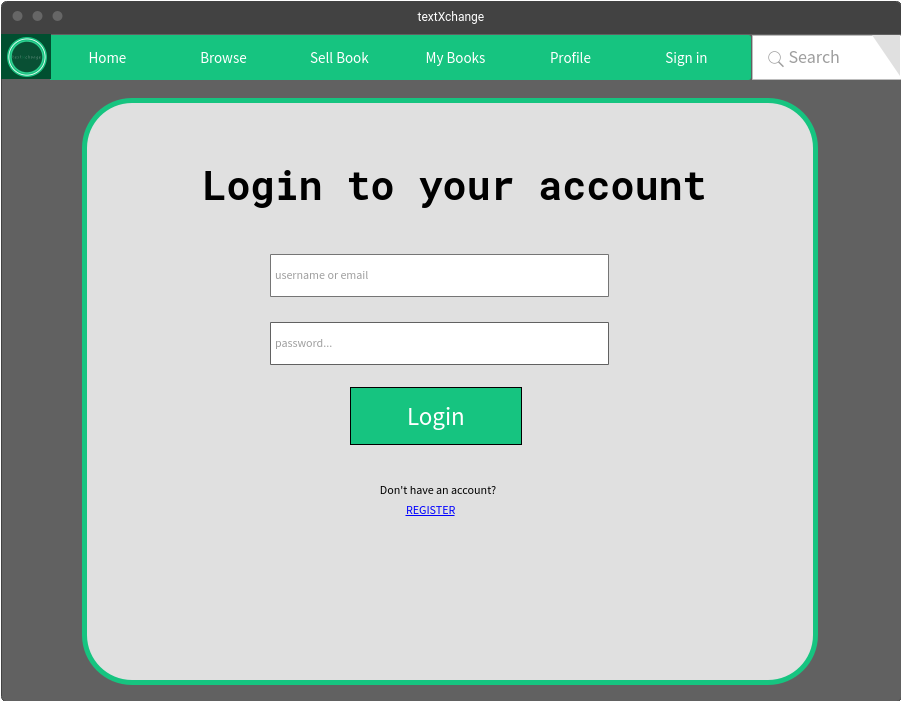 textXchange
Home Browse Sell Book My Books Profile Sign in Search
Login to your account
username or email
password...
Login
Don't have an account?
REGISTER